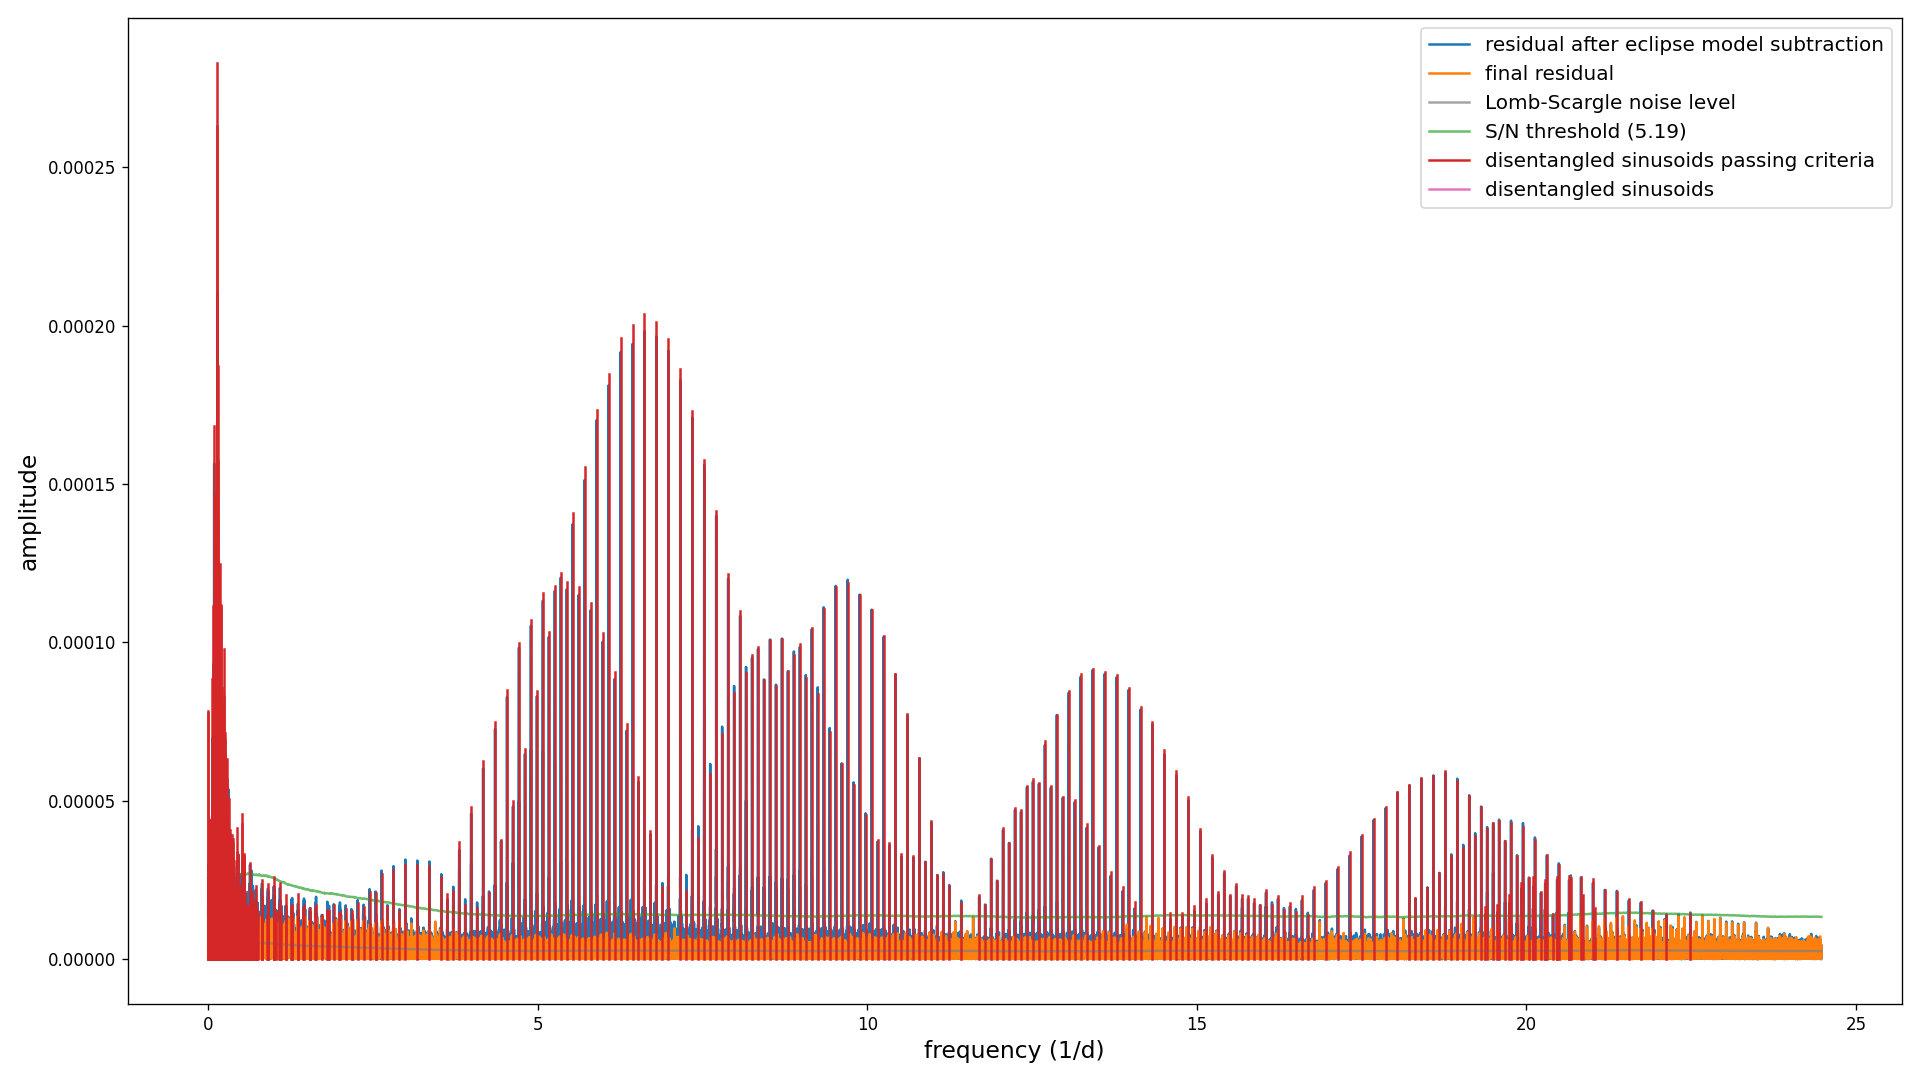 residual after eclipse model subtraction
final residual
Lomb-Scargle noise level
S/N threshold (5.19)
disentangled sinusoids passing criteria
disentangled sinusoids
0.00025
0.00020
0.00015
0.00010
0.00005
0.00000
amplitude
0 5 10 15 20 25
frequency (1/d)